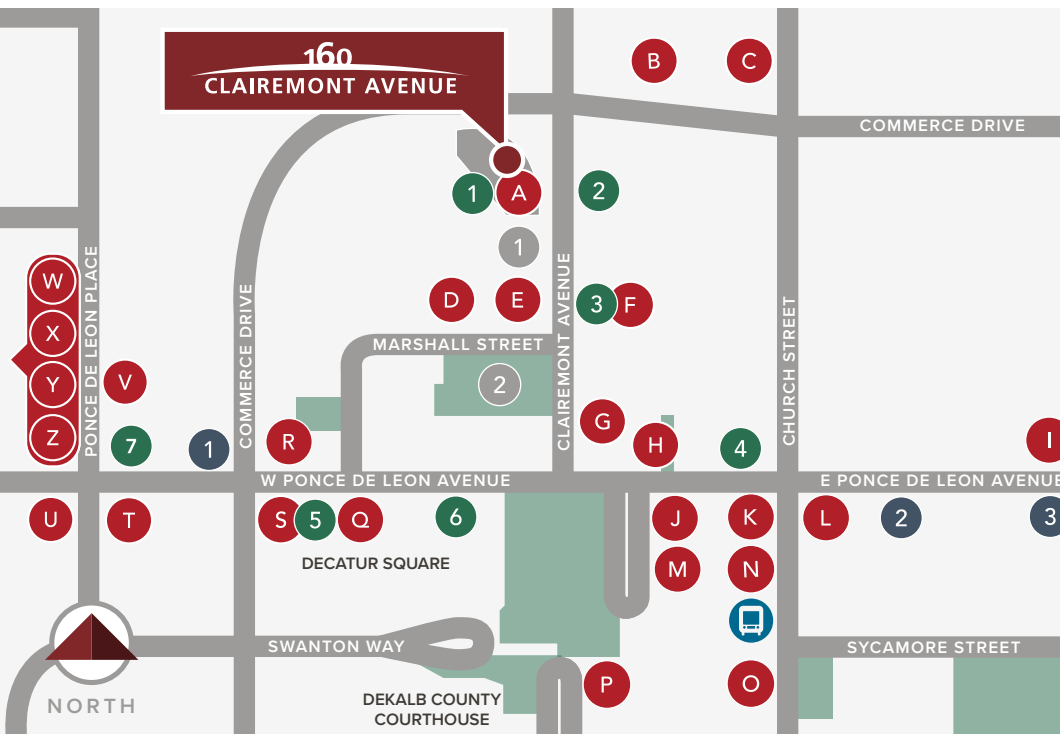 160
CLAIREMONT AVENUE
B
C
COMMERCE DRIVE
1
A
2
1
W
X
Y
Z
PONCE DE LEON PLACE
COMMERCE DRIVE
D
E
CLAIREMONT AVENUE
3
F
CHURCH STREET
MARSHALL STREET
2
V
7
1
R
G
H
4
I
W PONCE DE LEON AVENUE
E PONCE DE LEON AVENUE
U
T
S
5
Q
6
J
K
L
2
3
DECATUR SQUARE
M
N
SWANTON WAY
SYCAMORE STREET
P
O
DEKALB COUNTY
COURTHOUSE
NORTH